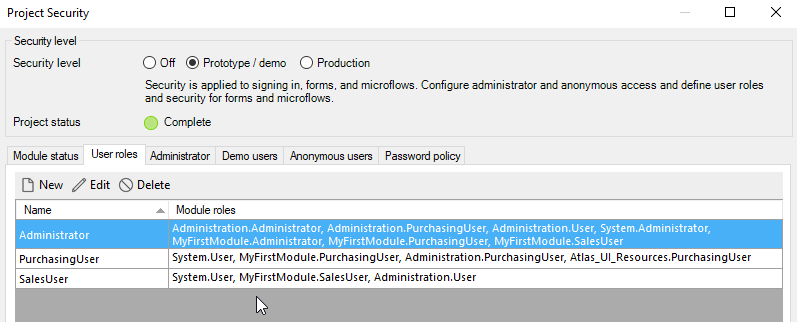 Project Security
Security level
Security level Off Prototype / demo Production
Security is applied to signing in, forms, and microflows. Configure administrator and anonymous access and define user roles
and security for forms and microflows.
Project status Complete
Module status User roles Administrator Demo users Anonymous users Password policy
New Edit Delete
Name Module roles
Administrator Administration.Administrator, Administration.PurchasingUser, Administration.User, System.Administrator,
MyFirstModule.Administrator, MyFirstModule.PurchasingUser, MyFirstModule.SalesUser
PurchasingUser System.User, MyFirstModule.PurchasingUser, Administration.PurchasingUser, Atlas_UI_Resources.PurchasingUser
SalesUser System.User, MyFirstModule.SalesUser, Administration.User